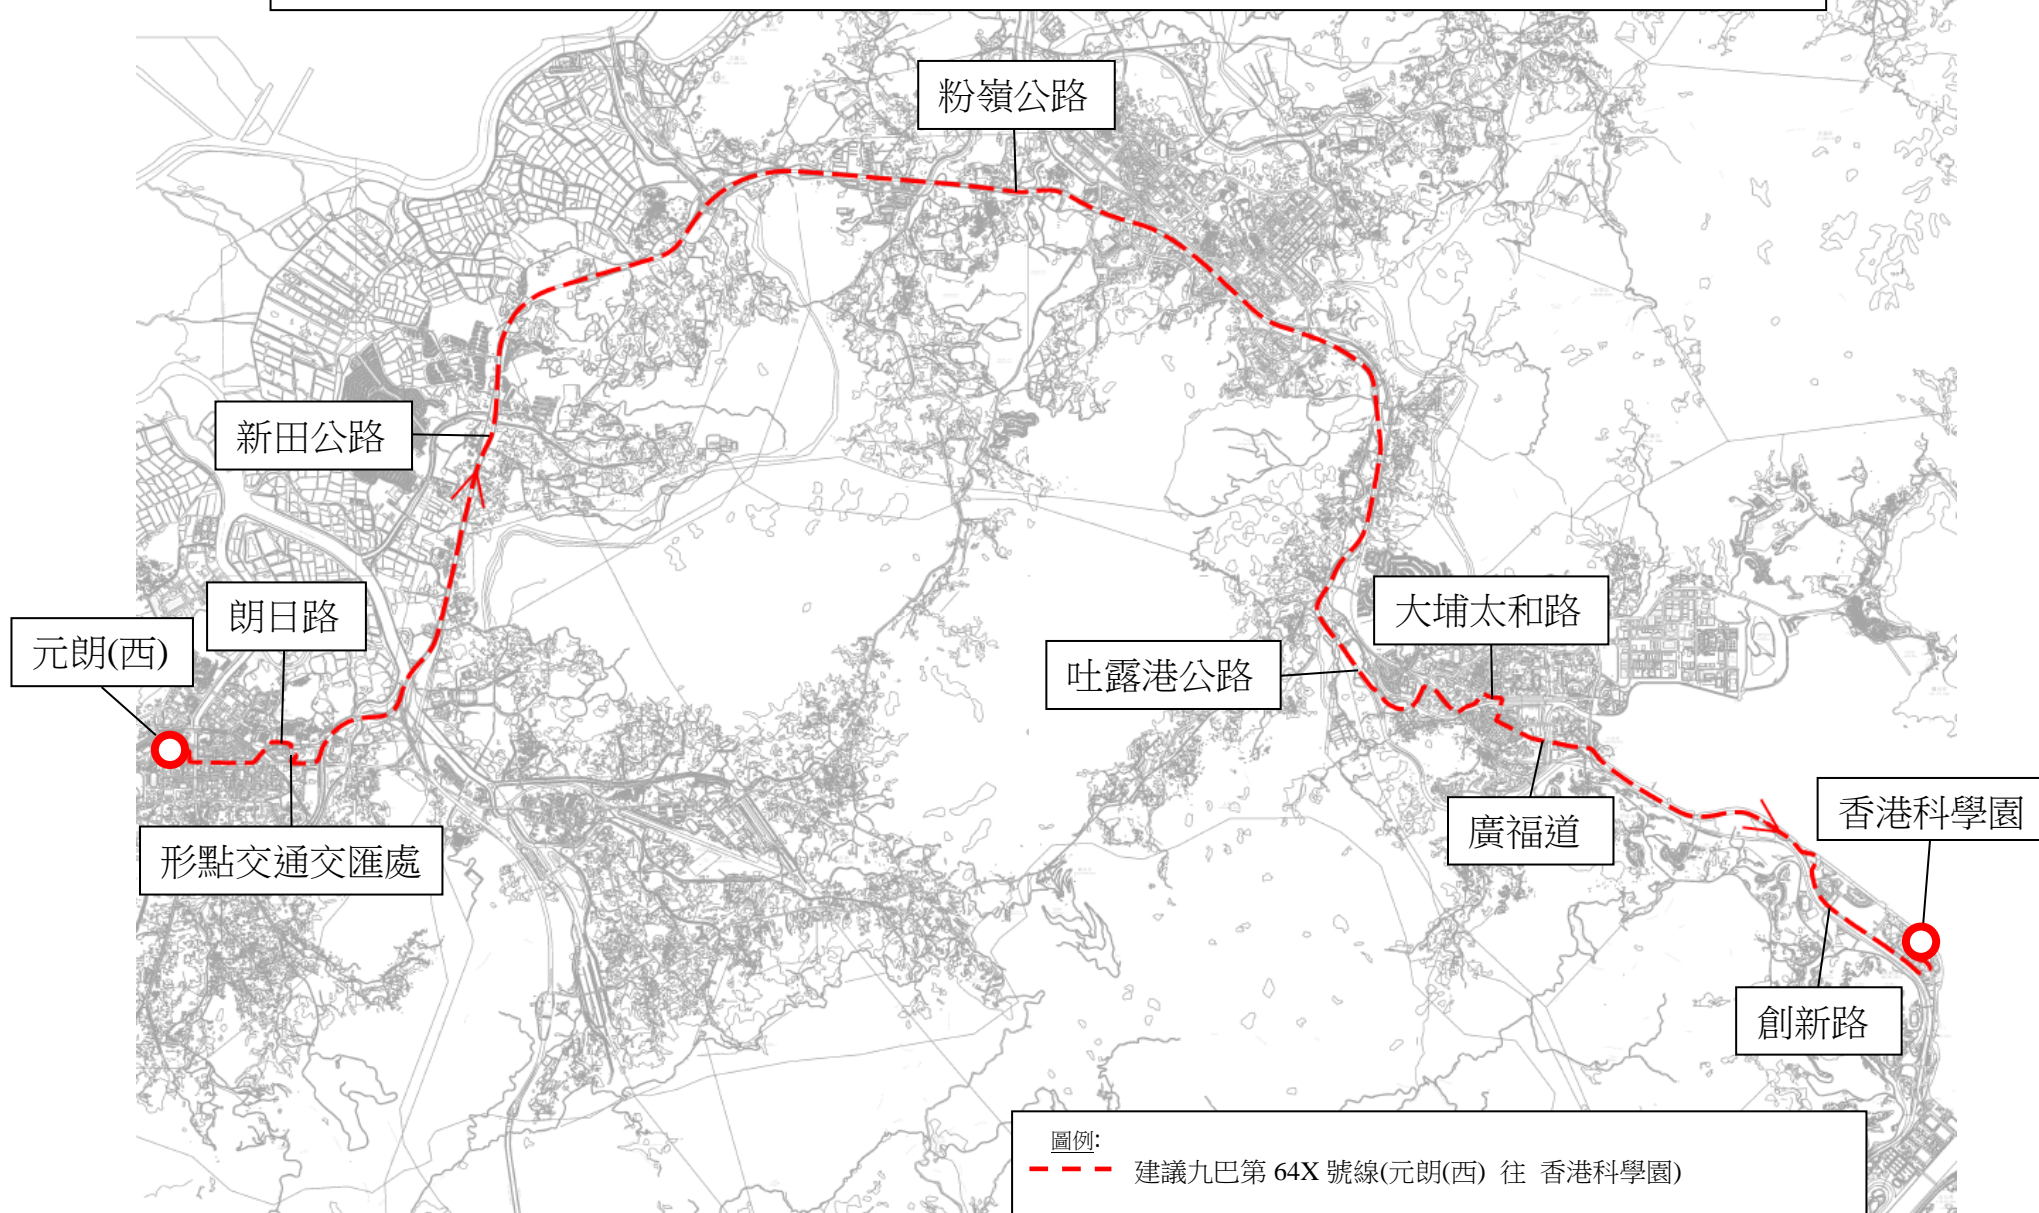 粉嶺公路
新田公路
朗日路
大埔太和路
元朗(西)
吐露港公路
香港科學園
廣福道
形點交通交匯處
創新路
圖例:
建議九巴第 64X 號線(元朗(西) 往 香港科學園)